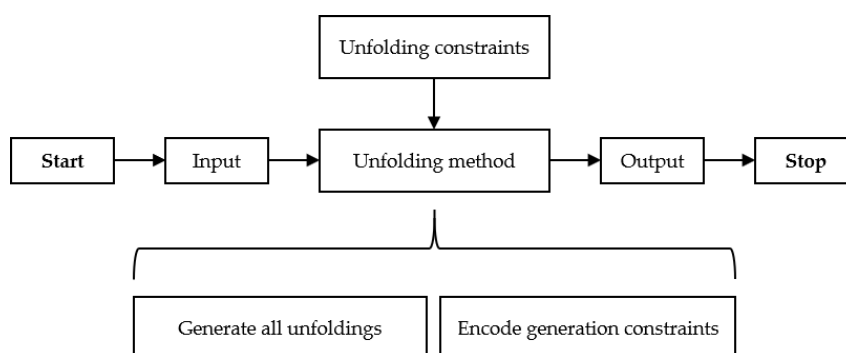 Unfolding constraints
Start
Input
Unfolding method
Output
Stop
Generate all unfoldings
Encode generation constraints